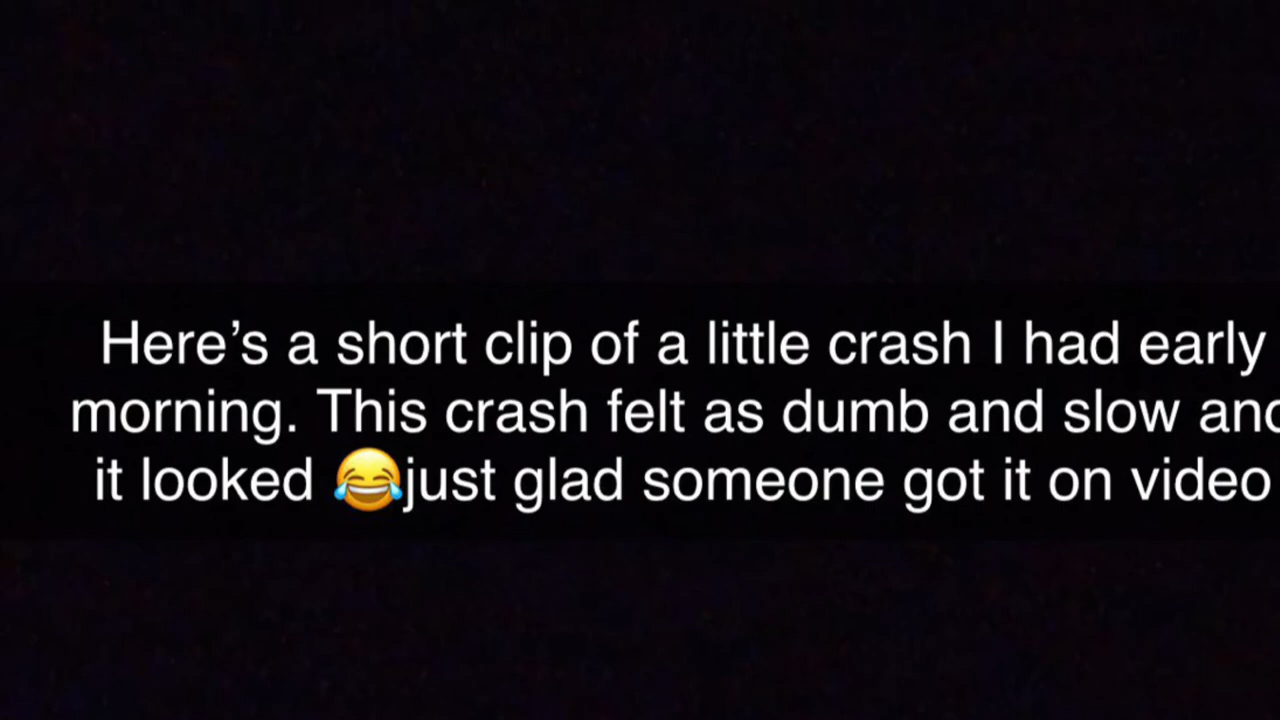 Here’s a short clip of a little crash I had early
morning. This crash felt as dumb and slow and
it looked 😂just glad someone got it on video